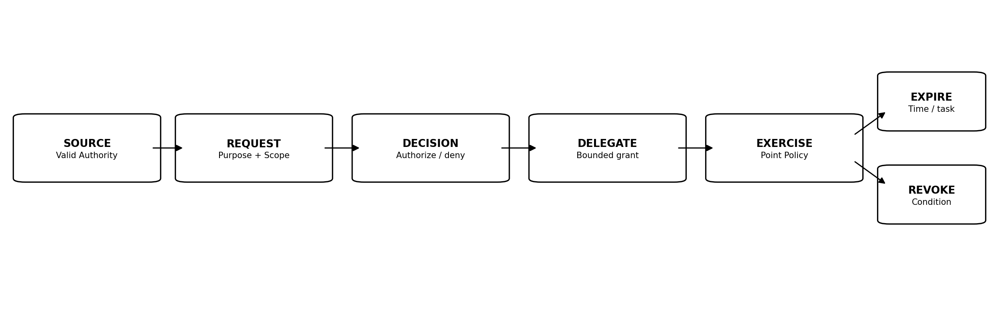 SOURCE
Valid Authority
REQUEST
Purpose + Scope
DECISION
Authorize / deny
DELEGATE
Bounded grant
EXERCISE
Point Policy
EXPIRE
Time / task
REVOKE
Condition